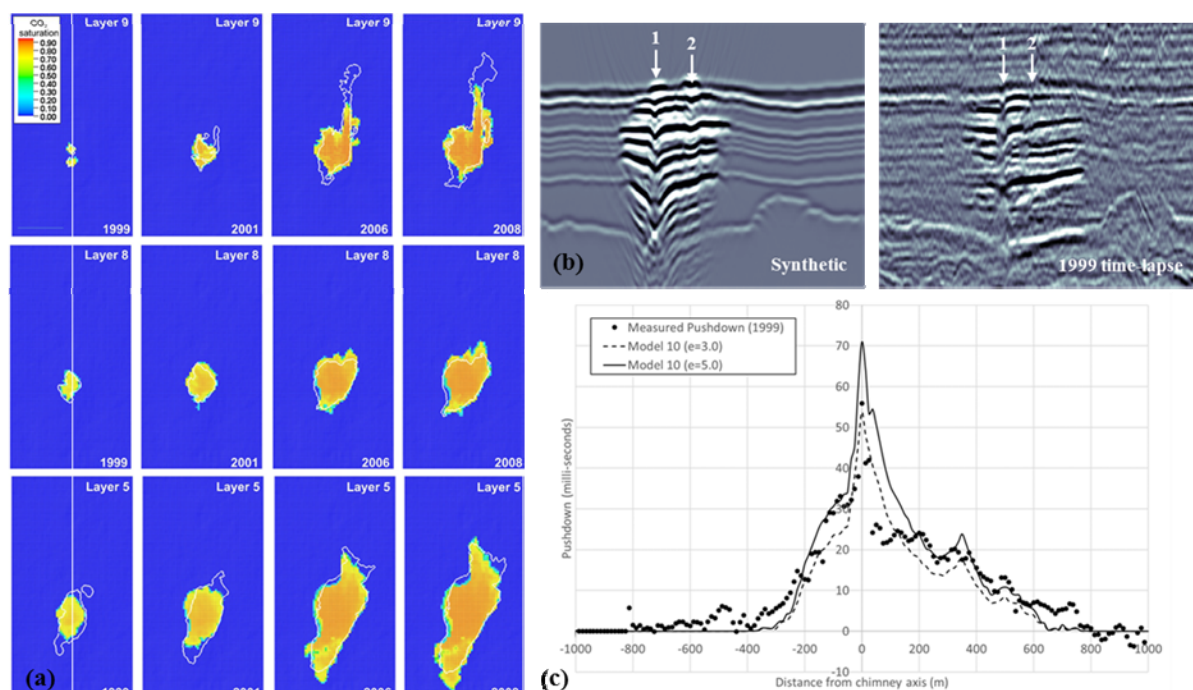 Layer 9
CO2
saturation
0.90
0.80
0.70
0.60
0.50
0.40
0.30
0.20
0.10
0.00
1999
Layer 9
2001
Layer 9
2006
Layer 9
2008
Layer 8
1999
Layer 8
2001
Layer 8
2006
Layer 8
2008
Layer 5
1999
(a)
Layer 5
2001
Layer 5
2006
Layer 5
2008
1 2
(b)
Synthetic
1 2
1999 time-lapse
Measured Pushdown (1999)
Model 10 (e=3.0)
Model 10 (e=5.0)
Pushdown (milli-seconds)
80
70
60
50
40
30
20
10
0
-10
-1000 -800 -600 -400 -200 0 200 400 600 800 1000
Distance from chimney axis (m)
(c)